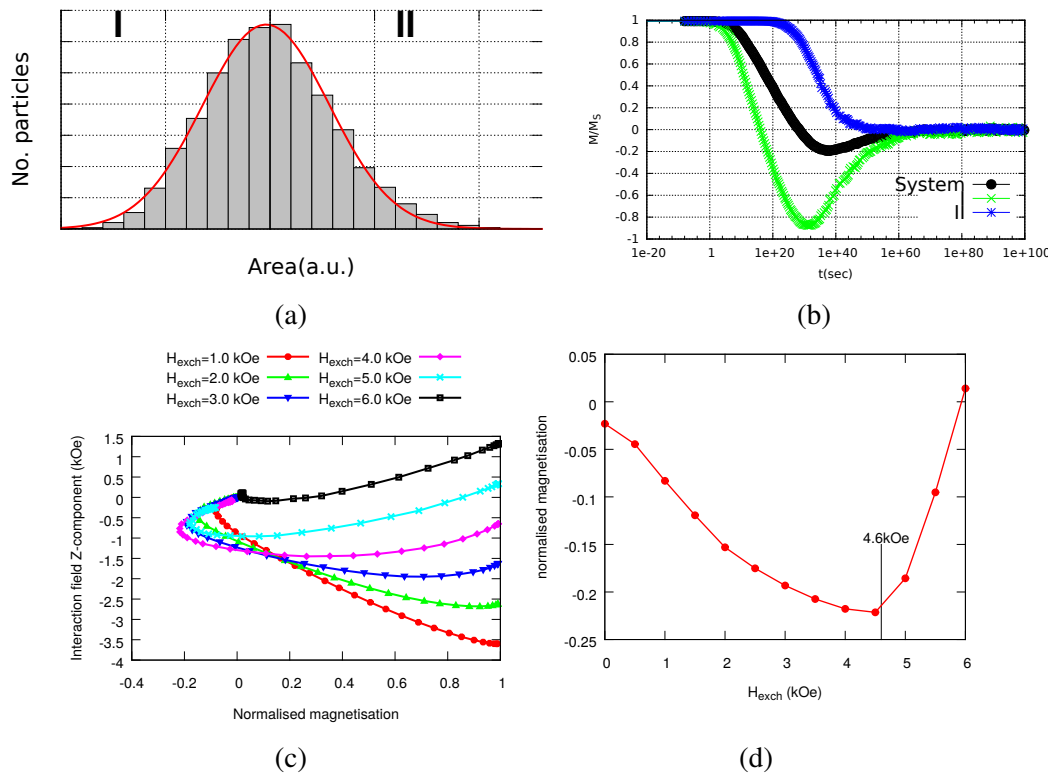 I
II
No. particles
Area(a.u.)
(a)
M/MS
1
0.8
0.6
0.4
0.2
0
-0.2
-0.4
-0.6
-0.8
-1
System
I
II
1e-20 1 1e+20 1e+40 1e+60 1e+80 1e+100
t(sec)
(b)
Hexch=1.0 kOe Hexch=4.0 kOe
Hexch=2.0 kOe Hexch=5.0 kOe
Hexch=3.0 kOe Hexch=6.0 kOe
Interaction field Z-component (kOe)
1.5
1
0.5
0
-0.5
-1
-1.5
-2
-2.5
-3
-3.5
-4
-0.4 -0.2 0 0.2 0.4 0.6 0.8 1
Normalised magnetisation
(c)
normalised magnetisation
0.05
0
-0.05
-0.1
-0.15
-0.2
-0.25
4.6kOe
0 1 2 3 4 5 6
Hexch (kOe)
(d)